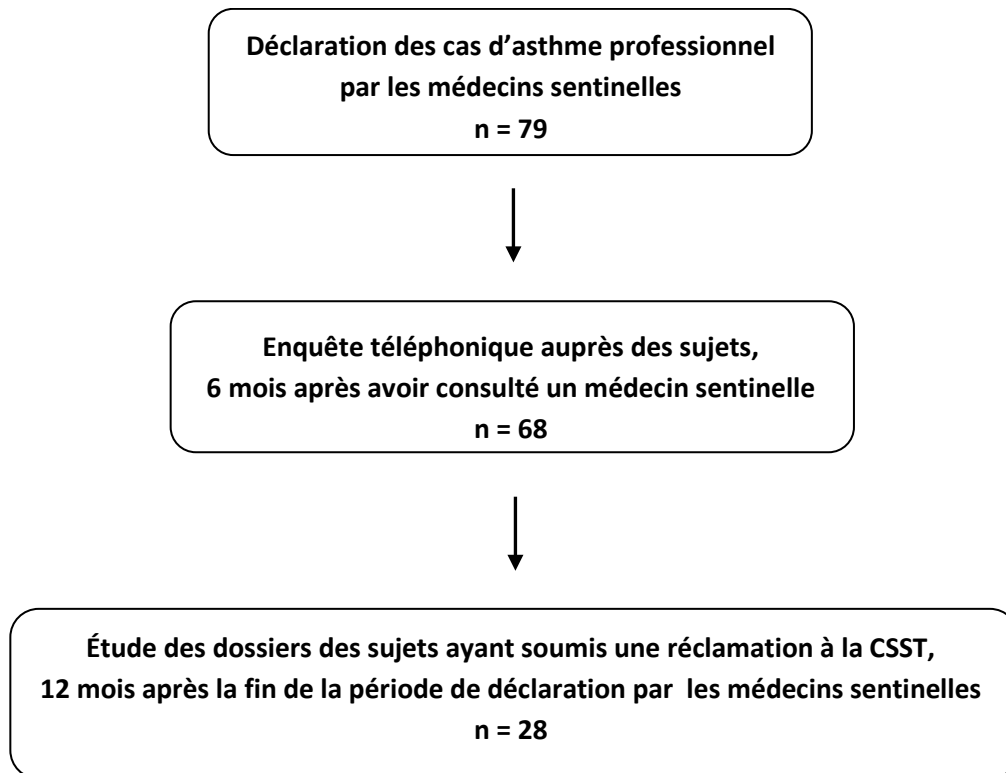 Déclaration des cas d'asthme professionnel
par les médecins sentinelles
n = 79
Enquête téléphonique auprès des sujets,
6 mois après avoir consulté un médecin sentinelle
n = 68
Étude des dossiers des sujets ayant soumis une réclamation à la CSST,
12 mois après la fin de la période de déclaration par les médecins sentinelles
n = 28